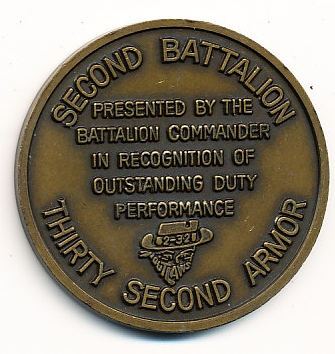 SECOND BATTALION
PRESENTED BY THE
BATTALION COMMANDER
IN RECOGNITION OF
OUTSTANDING DUTY
PERFORMANCE
2-32
THIRTY SECOND ARMOR